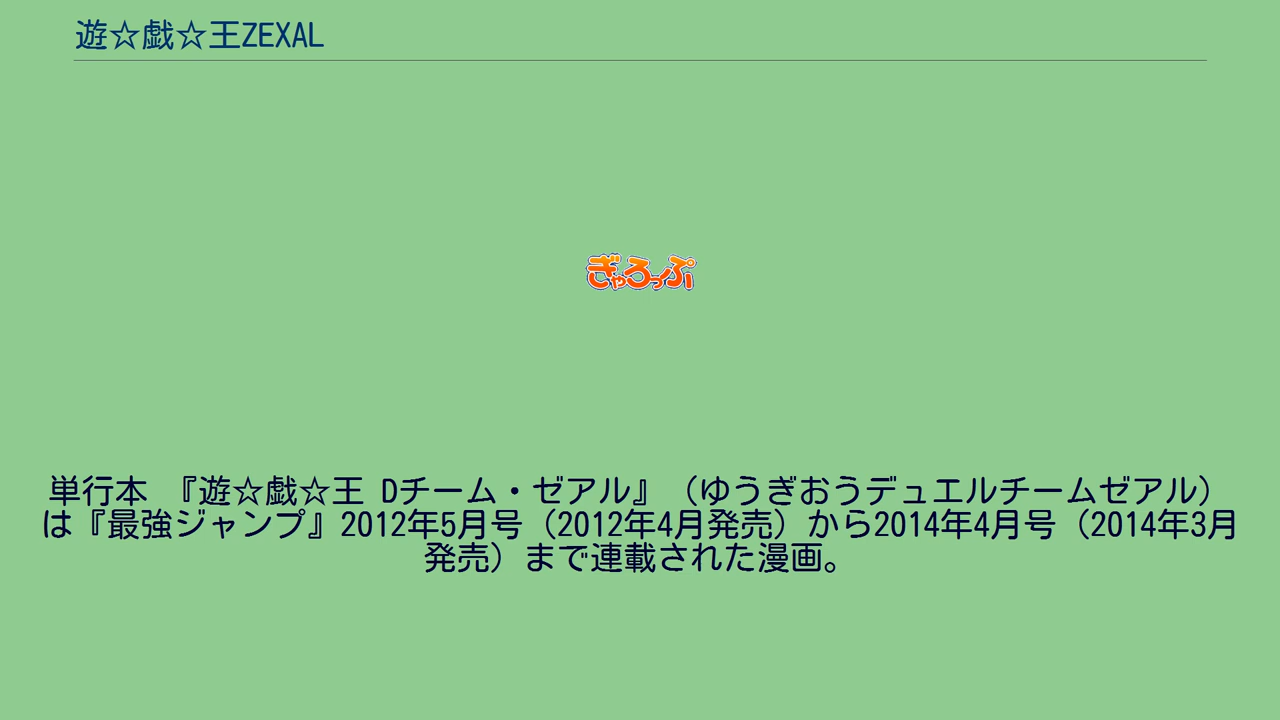 遊☆戯☆王ZEXAL
ぎゃろっぷ
単行本 『遊☆戯☆王 Dチーム・ゼアル』（ゆうぎおうデュエルチームゼアル）
は『最強ジャンプ』2012年5月号（2012年4月発売）から2014年4月号（2014年3月
発売）まで連載された漫画。